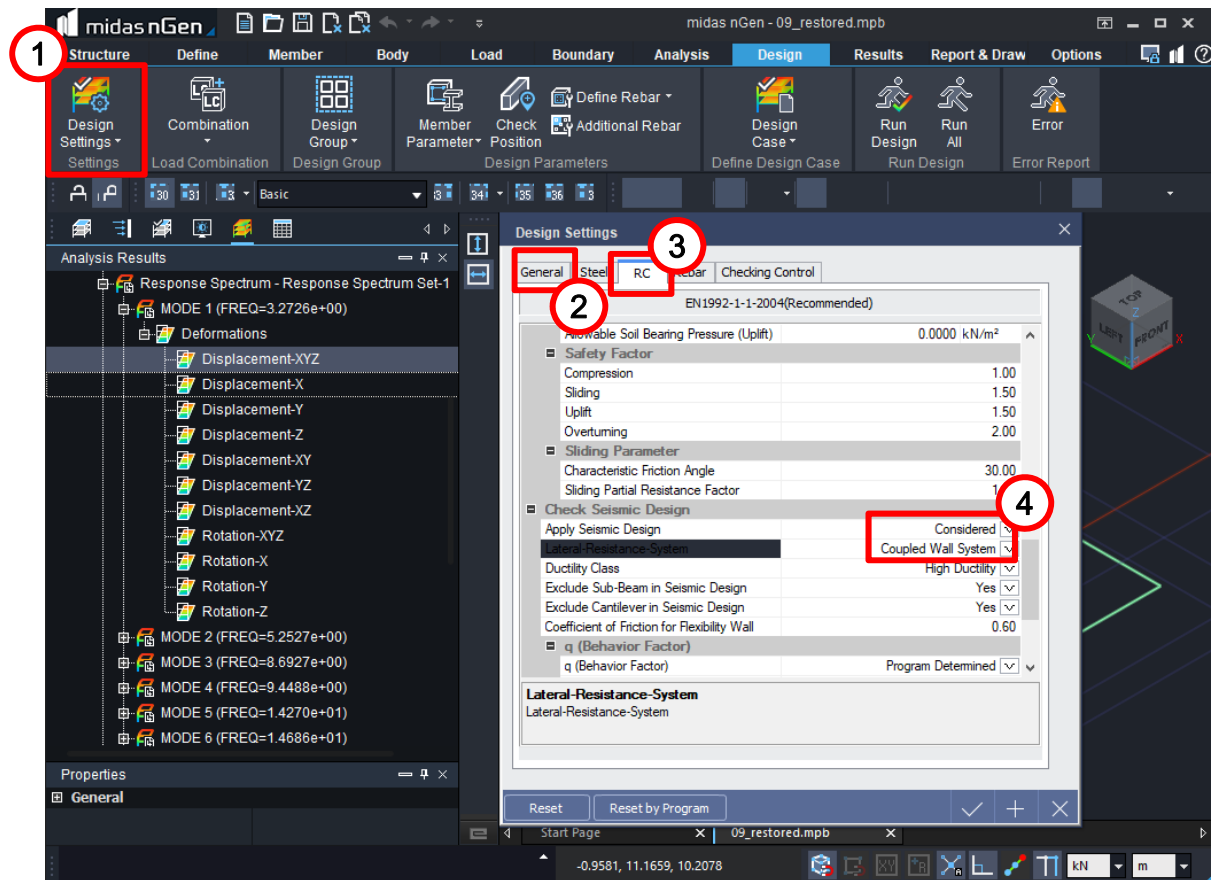 midas nGen
midas nGen - 09_restored.mpb
1
Structure Define Member Body Load Boundary Analysis Design Results Report & Draw Options
Design Settings
Combination
Design Group
Member Parameter
Check Position
Define Rebar
Additional Rebar
Design Case
Run Design
Run All
Error
Settings Load Combination Design Group Design Parameters Define Design Case Run Design Error Report
30 31 3 Basic 3 34 35 36 3
Analysis Results
Response Spectrum - Response Spectrum Set-1
MODE 1 (FREQ=3.2726e+00)
Deformations
Displacement-XYZ
Displacement-X
Displacement-Y
Displacement-Z
Displacement-XY
Displacement-YZ
Displacement-XZ
Rotation-XYZ
Rotation-X
Rotation-Y
Rotation-Z
MODE 2 (FREQ=5.2527e+00)
MODE 3 (FREQ=8.6927e+00)
MODE 4 (FREQ=9.4488e+00)
MODE 5 (FREQ=1.4270e+01)
MODE 6 (FREQ=1.4686e+01)
Properties
General
Design Settings
3
General Steel RC Rebar Checking Control
2
EN1992-1-1-2004(Recommended)
Allowable Soil Bearing Pressure (Uplift) 0.0000 kN/m²
Safety Factor
Compression 1.00
Sliding 1.50
Uplift 1.50
Overturning 2.00
Sliding Parameter
Characteristic Friction Angle 30.00
Sliding Partial Resistance Factor
4
Check Seismic Design
Apply Seismic Design Considered
Lateral-Resistance-System Coupled Wall System
Ductility Class High Ductility
Exclude Sub-Beam in Seismic Design Yes
Exclude Cantilever in Seismic Design Yes
Coefficient of Friction for Flexibility Wall 0.60
q (Behavior Factor)
q (Behavior Factor) Program Determined
Lateral-Resistance-System
Lateral-Resistance-System
Reset Reset by Program
TOP
Z
LEFT FRONT
Y X
Start Page 09_restored.mpb
-0.9581, 11.1659, 10.2078
kN m